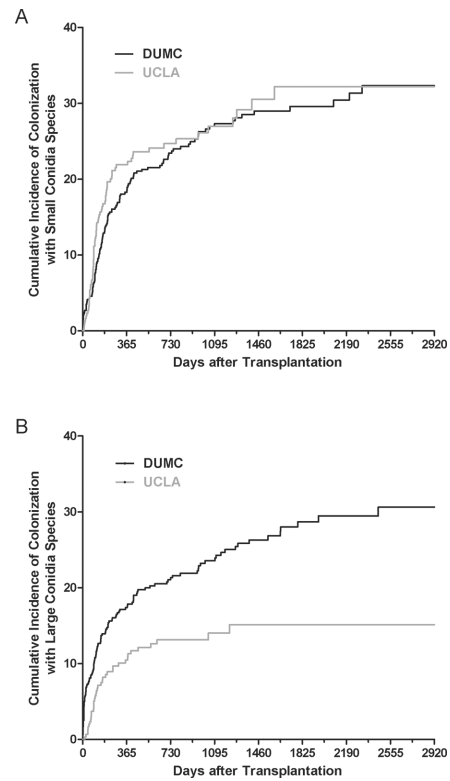 A
Cumulative Incidence of Colonization
with Small Conidia Species
40
30
20
10
0
DUMC
UCLA
0 365 730 1095 1460 1825 2190 2555 2920
Days after Transplantation
B
Cumulative Incidence of Colonization
with Large Conidia Species
40
30
20
10
0
DUMC
UCLA
0 365 730 1095 1460 1825 2190 2555 2920
Days after Transplantation